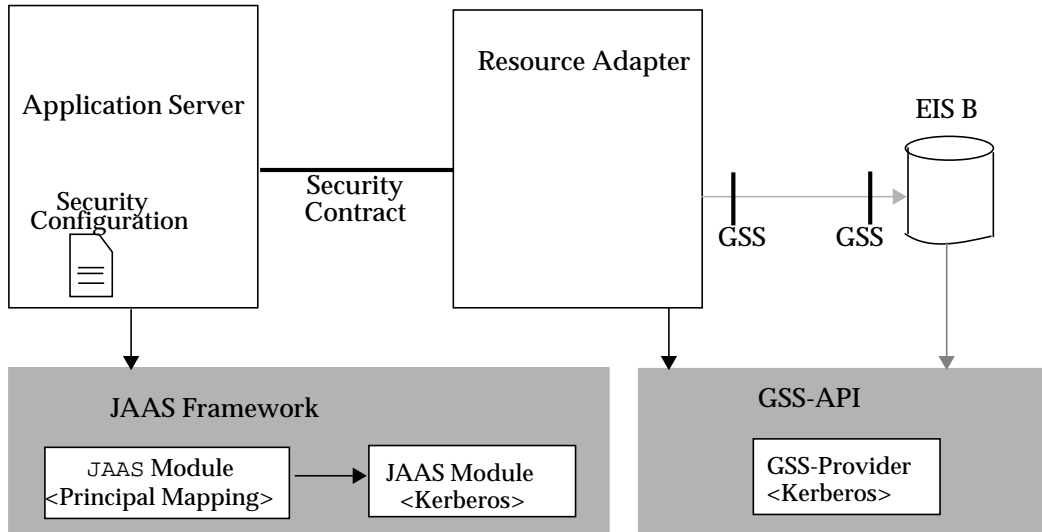 Application Server
Security
Configuration
Security
Contract
Resource Adapter
EIS B
GSS
GSS
JAAS Framework
JAAS Module
<Principal Mapping>
JAAS Module
<Kerberos>
GSS-API
GSS-Provider
<Kerberos>